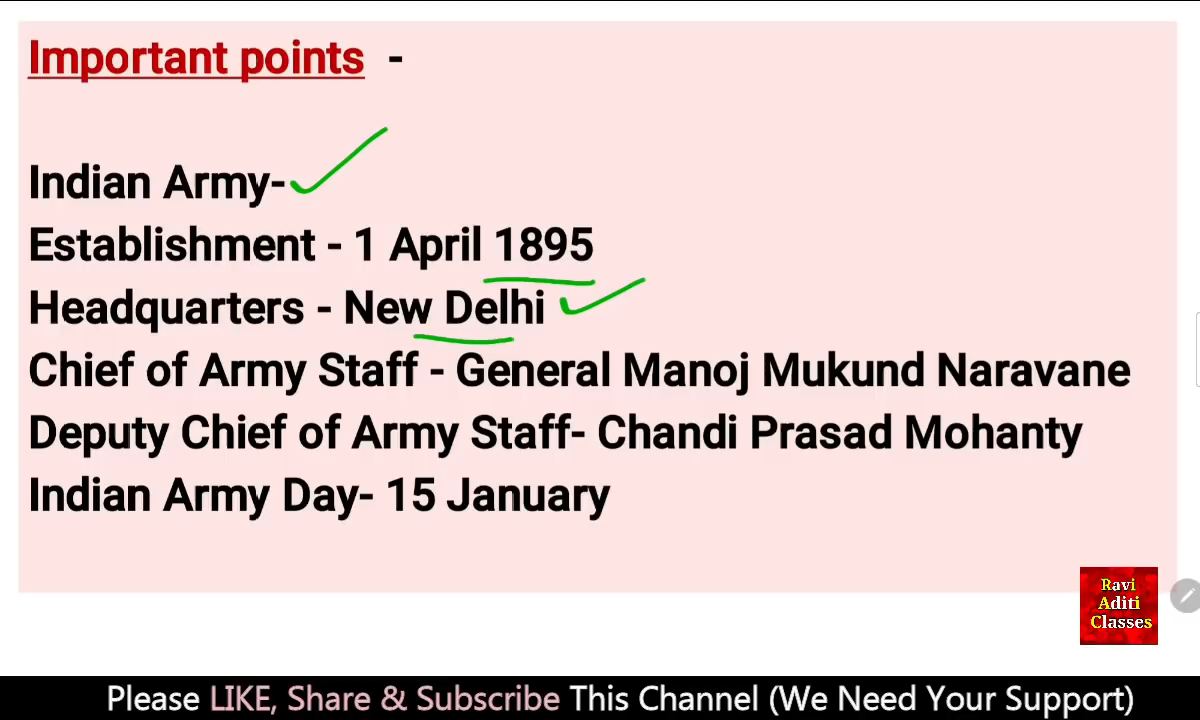 Important points -
Indian Army-
Establishment - 1 April 1895
Headquarters - New Delhi
Chief of Army Staff - General Manoj Mukund Naravane
Deputy Chief of Army Staff- Chandi Prasad Mohanty
Indian Army Day- 15 January
Ravi
Aditi
Classes
Please LIKE, Share & Subscribe This Channel (We Need Your Support)